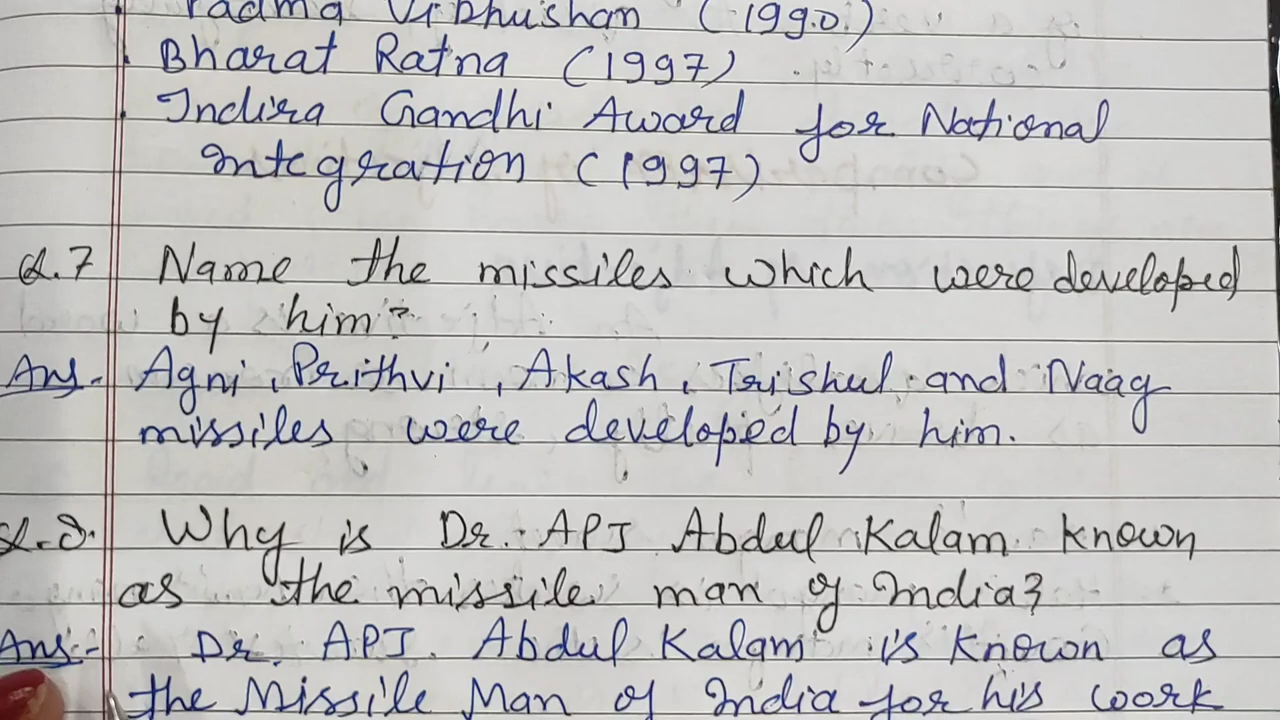 Padma Vibhushan (1990)
Bharat Ratna (1997)
Indira Gandhi Award for National
Integration (1997)
Q.7 Name the missiles which were developed
by him?
Ans- Agni, Prithvi, Akash, Trishul and Naag
missiles were developed by him.
Q.8. Why is Dr. APJ Abdul Kalam known
as the missile man of India?
Ans:- Dr. APJ. Abdul Kalam is known as
the Missile Man of India for his work